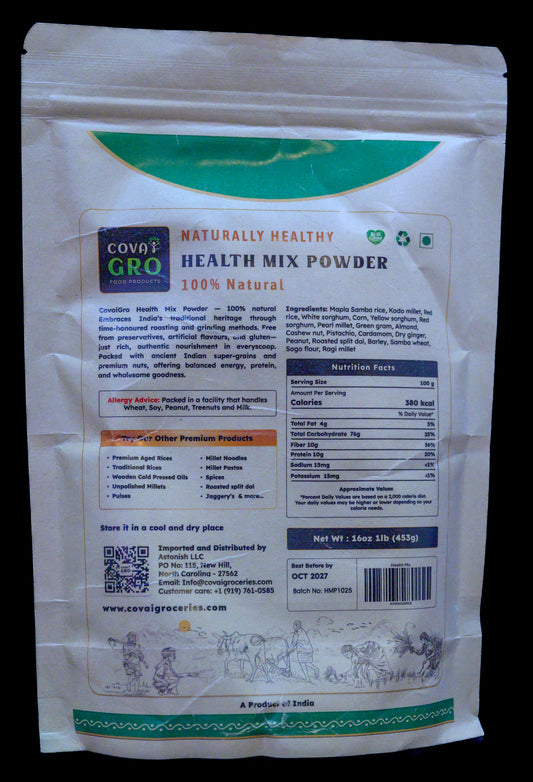 COVAI
GRO
FOOD PRODUCTS
NATURALLY HEALTHY
HEALTH MIX POWDER
100% Natural
CovaiGro Health Mix Powder — 100% natural
Embraces India's traditional heritage through
time-honoured roasting and grinding methods. Free
from preservatives, artificial flavours, and gluten—
just rich, authentic nourishment in everyscoop.
Packed with ancient Indian super-grains and
premium nuts, offering balanced energy, protein,
and wholesome goodness.
Allergy Advice: Packed in a facility that handles
Wheat, Soy, Peanut, Treenuts and Milk.
Try Our Other Premium Products
• Premium Aged Rices
• Traditional Rices
• Wooden Cold Pressed Oils
• Unpolished Millets
• Pulses
• Millet Noodles
• Millet Pastas
• Spices
• Roasted split dal
• Jaggery's & more...
Store it in a cool and dry place
Imported and Distributed by
Astanish LLC
PO No: 115, New Hill,
North Carolina - 27562
Email: Info@covaigroceries.com
Customer care: +1 (919) 761-0585
www.covaigroceries.com
Ingredients: Mapla Samba rice, Kodo millet, Red
rice, White sorghum, Corn, Yellow sorghum, Red
sorghum, Pearl millet, Green gram, Almond,
Cashew nut, Pistachio, Cardamom, Dry ginger,
Peanut, Roasted split dal, Barley, Samba wheat,
Sago flour, Ragi millet
Nutrition Facts
Serving Size 100 g
Amount Per Serving
Calories 380 kcal
% Daily Value*
Total Fat 4g 5%
Total Carbohydrate 76g 25%
Fiber 10g 36%
Protein 10g 20%
Sodium 15mg <1%
Potassium 15mg <1%
Approximate Values
*Percent Daily Values are based on a 2,000 calorie diet.
Your daily values may be higher or lower depending on your
calorie needs.
Net Wt : 16oz 1lb (453g)
Best Before by
OCT 2027
Batch No: HMP1025
Health Mix
A Product of India